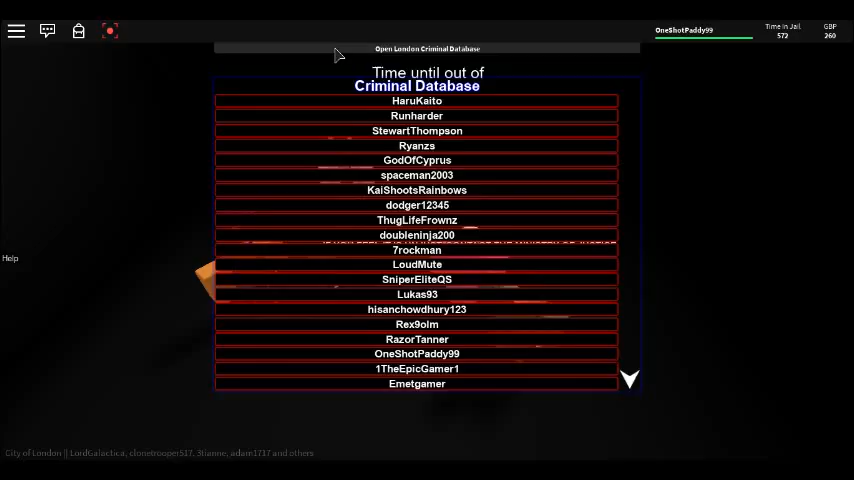 OneShotPaddy99
Time In Jail
572
GBP
260
Open London Criminal Database
Time until out of
Criminal Database
HaruKaito
Runharder
StewartThompson
Ryanzs
GodOfCyprus
spaceman2003
KaiShootsRainbows
dodger12345
ThugLifeFrownz
doubleninja200
7rockman
LoudMute
SniperEliteQS
Lukas93
hisanchowdhury123
Rex9olm
RazorTanner
OneShotPaddy99
1TheEpicGamer1
Emetgamer
Help
City of London || LordGalactica, clonetrooper517, 3tianne, adam1717 and others